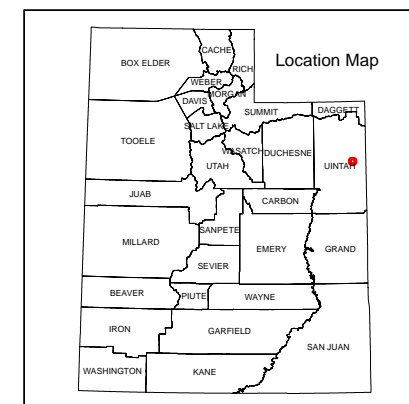 CACHE
BOX ELDER
Location Map
RICH
WEBER
MORGAN
DAVIS
SUMMIT
DAGGETT
SALT LAKE
TOOELE
WASATCH
DUCHESNE
UINTAH
UTAH
JUAB
CARBON
SANPETE
MILLARD
EMERY
GRAND
SEVIER
BEAVER
PIUTE
WAYNE
IRON
GARFIELD
SAN JUAN
WASHINGTON
KANE